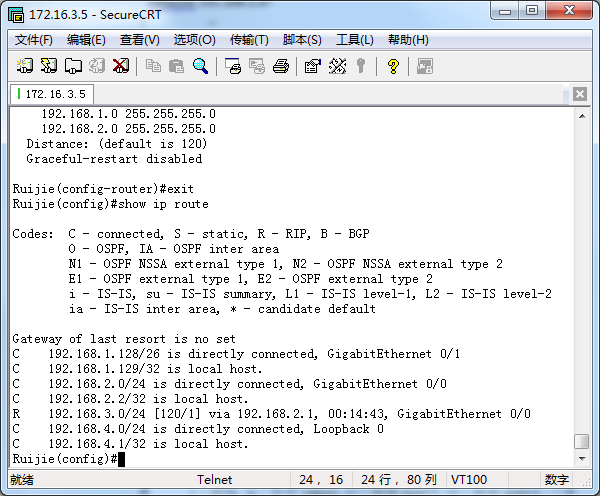 172.16.3.5 - SecureCRT
文件(F) 编辑(E) 查看(V) 选项(O) 传输(T) 脚本(S) 工具(L) 帮助(H)
172.16.3.5
192.168.1.0 255.255.255.0
192.168.2.0 255.255.255.0
Distance: (default is 120)
Graceful-restart disabled
Ruijie(config-router)#exit
Ruijie(config)#show ip route
Codes:  C - connected, S - static, R - RIP, B - BGP
O - OSPF, IA - OSPF inter area
N1 - OSPF NSSA external type 1, N2 - OSPF NSSA external type 2
E1 - OSPF external type 1, E2 - OSPF external type 2
i - IS-IS, su - IS-IS summary, L1 - IS-IS level-1, L2 - IS-IS level-2
ia - IS-IS inter area, * - candidate default
Gateway of last resort is no set
C    192.168.1.128/26 is directly connected, GigabitEthernet 0/1
C    192.168.1.129/32 is local host.
C    192.168.2.0/24 is directly connected, GigabitEthernet 0/0
C    192.168.2.2/32 is local host.
R    192.168.3.0/24 [120/1] via 192.168.2.1, 00:14:43, GigabitEthernet 0/0
C    192.168.4.0/24 is directly connected, Loopback 0
C    192.168.4.1/32 is local host.
Ruijie(config)#
就绪 Telnet 24, 16 24 行, 80 列 VT100 数字